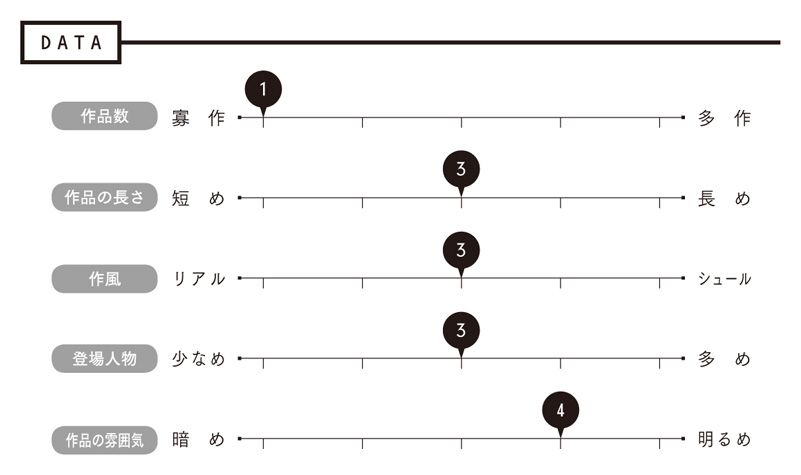 DATA
1
作品数 寡作 多作
3
作品の長さ 短め 長め
3
作風 リアル シュール
3
登場人物 少なめ 多め
4
作品の雰囲気 暗め 明るめ